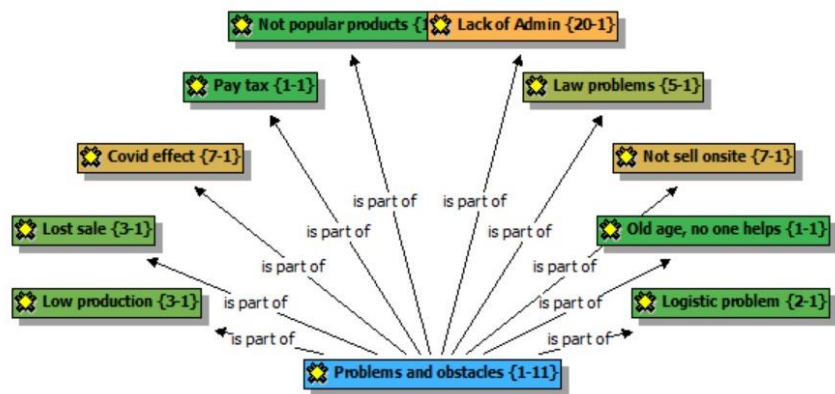 Not popular products {1
Lack of Admin {20-1}
Pay tax {1-1}
Law problems {5-1}
Covid effect {7-1}
Not sell onsite {7-1}
is part of
is part of
Lost sale {3-1}
is part of
is part of
Old age, no one helps {1-1}
is part of
is part of
Low production {3-1}
is part of
is part of
Logistic problem {2-1}
is part of
is part of
Problems and obstacles {1-11}